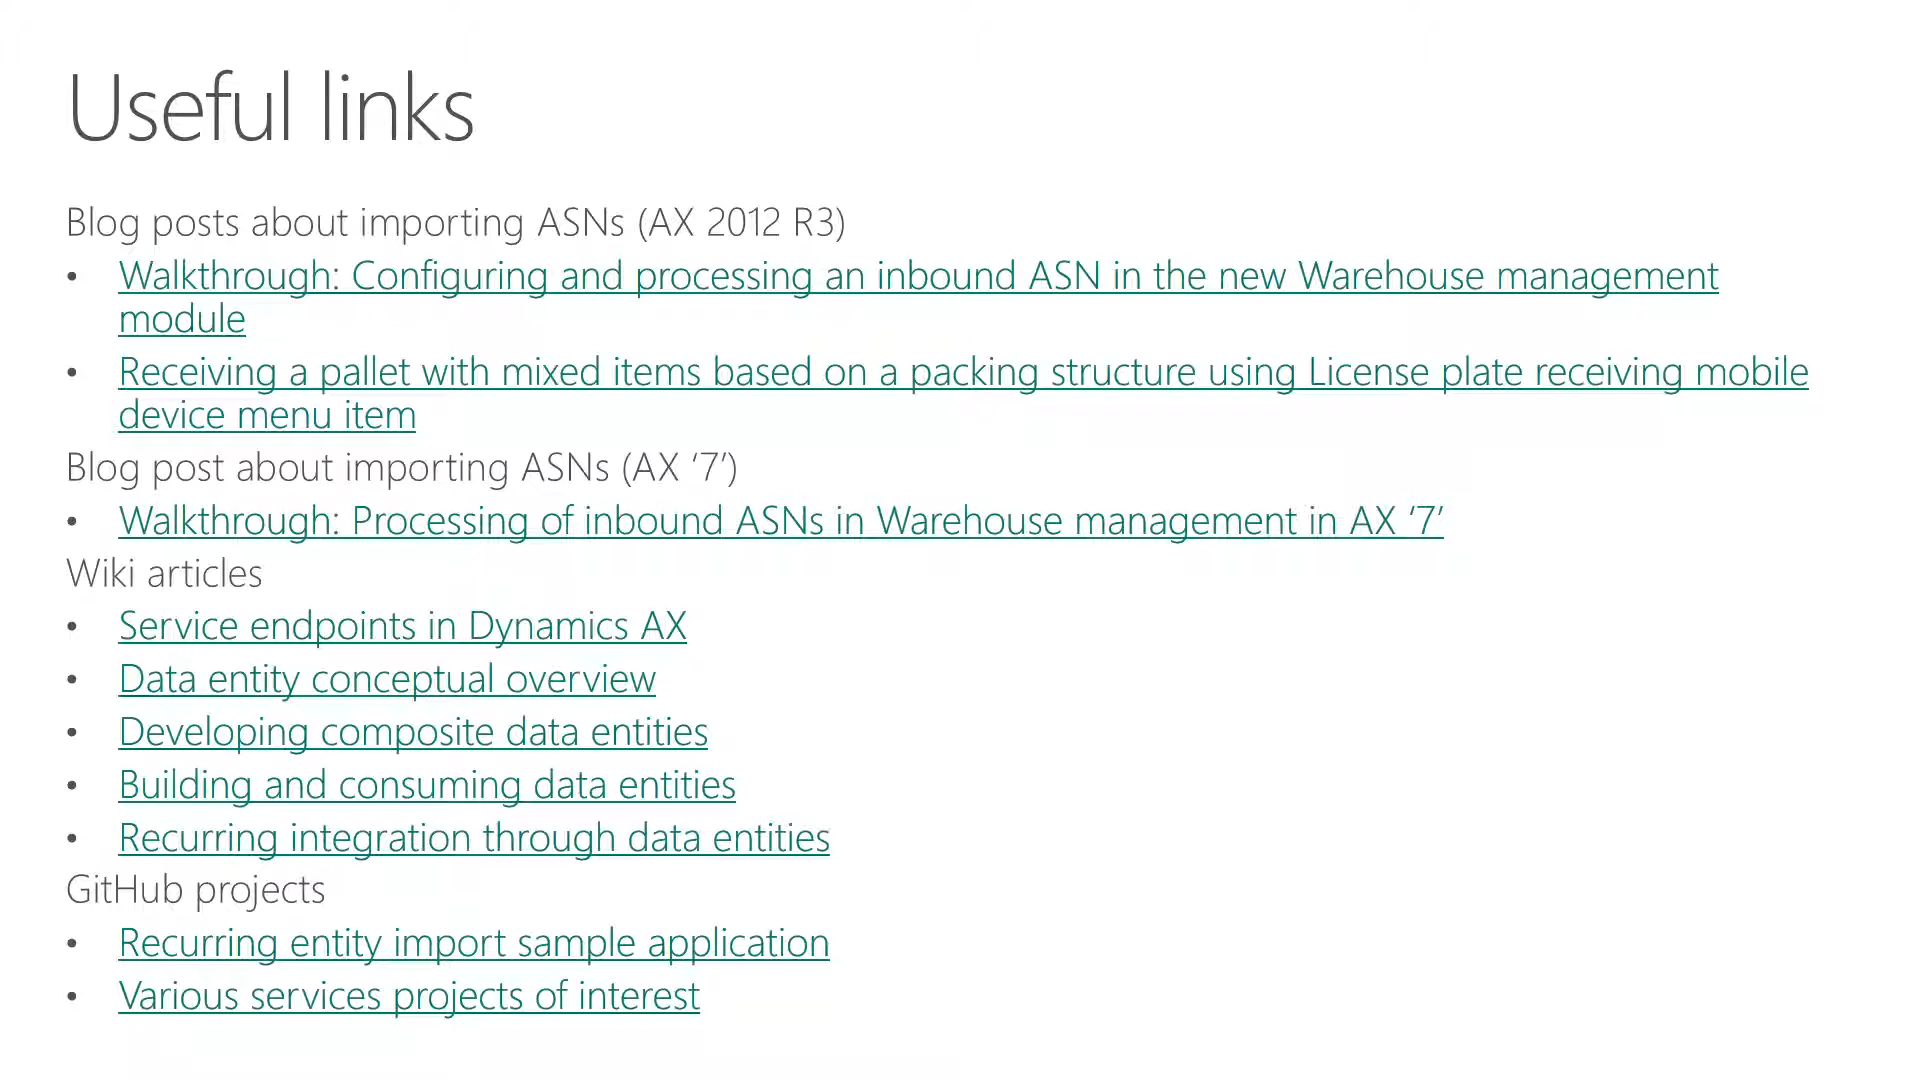 Useful links
Blog posts about importing ASNs (AX 2012 R3)
• Walkthrough: Configuring and processing an inbound ASN in the new Warehouse management
module
• Receiving a pallet with mixed items based on a packing structure using License plate receiving mobile
device menu item
Blog post about importing ASNs (AX ‘7’)
• Walkthrough: Processing of inbound ASNs in Warehouse management in AX ‘7’
Wiki articles
• Service endpoints in Dynamics AX
• Data entity conceptual overview
• Developing composite data entities
• Building and consuming data entities
• Recurring integration through data entities
GitHub projects
• Recurring entity import sample application
• Various services projects of interest